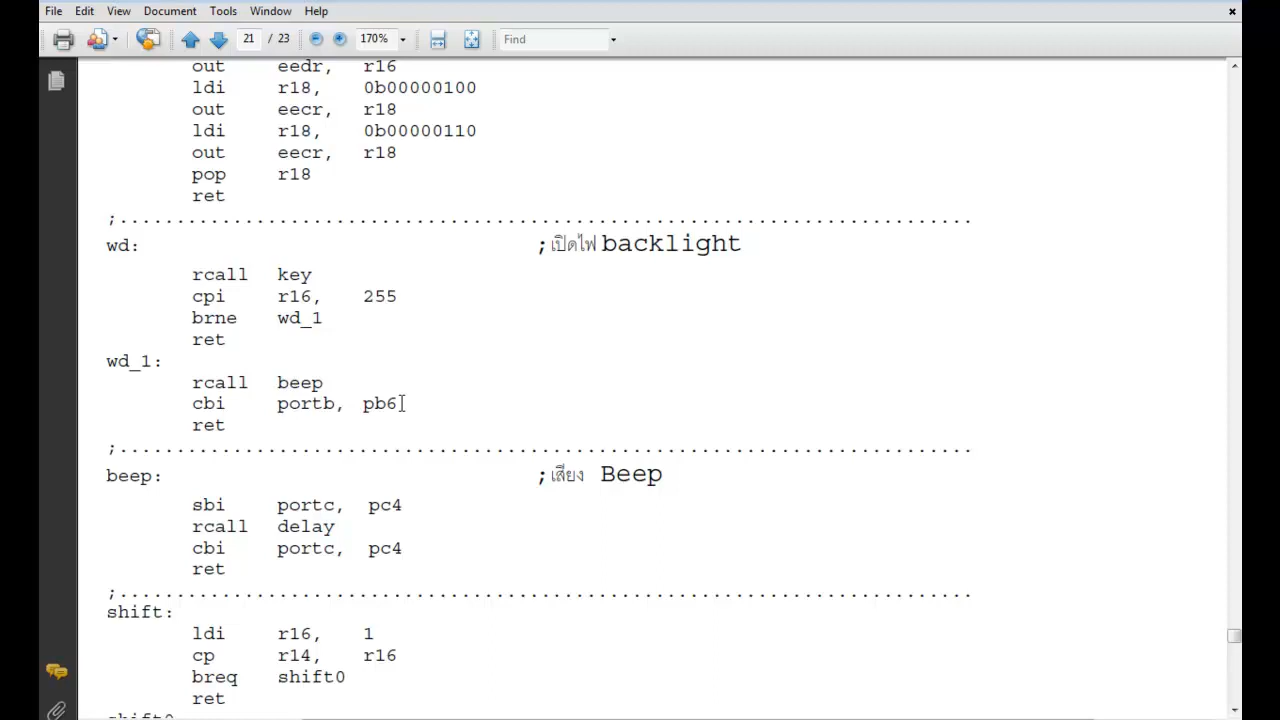 File Edit View Document Tools Window Help
21 / 23 170% Find
out eedr, r16
ldi r18, 0b00000100
out eecr, r18
ldi r18, 0b00000110
out eecr, r18
pop r18
ret
;...........................................................................
wd: ;เปิดไฟ backlight
rcall key
cpi r16, 255
brne wd_1
ret
wd_1:
rcall beep
cbi portb, pb6
ret
;...........................................................................
beep: ;เสียง Beep
sbi portc, pc4
rcall delay
cbi portc, pc4
ret
;...........................................................................
shift:
ldi r16, 1
cp r14, r16
breq shift0
ret